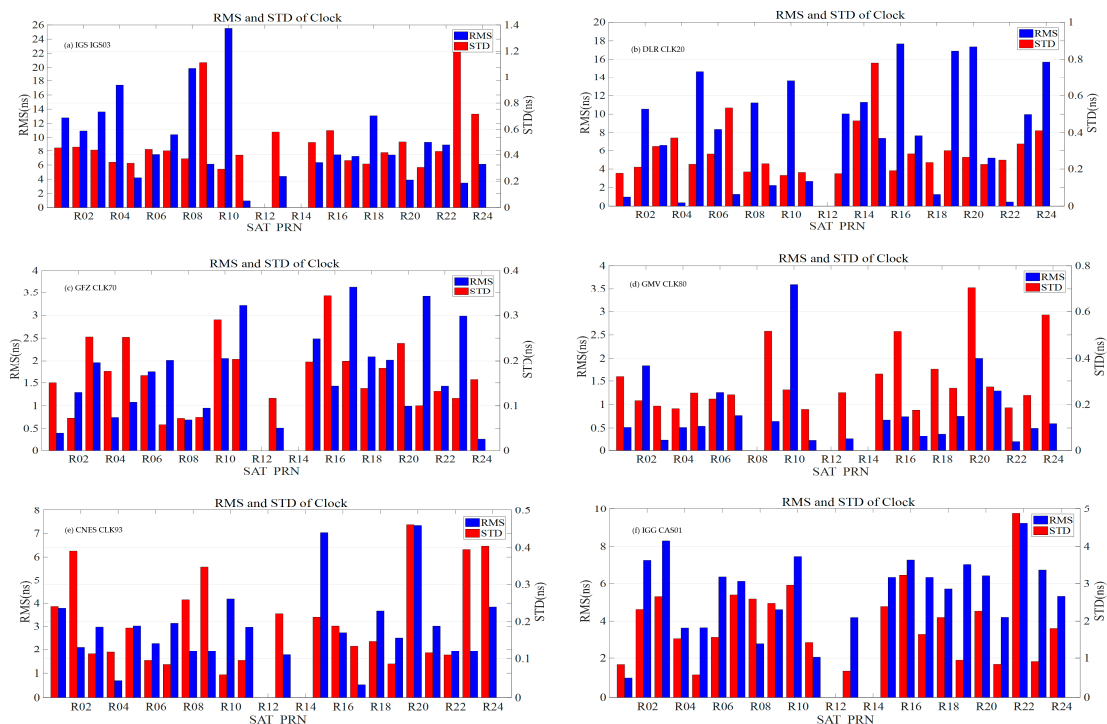 RMS and STD of Clock
(a) IGS IGS03
RMS
STD
RMS(ns)
STD(ns)
26
24
22
20
18
16
14
12
10
8
6
4
2
0
1.4
1.2
1
0.8
0.6
0.4
0.2
0
R02 R04 R06 R08 R10 R12 R14 R16 R18 R20 R22 R24
SAT PRN
RMS and STD of Clock
(b) DLR CLK20
RMS
STD
RMS(ns)
STD(ns)
20
18
16
14
12
10
8
6
4
2
0
1
0.8
0.6
0.4
0.2
0
R02 R04 R06 R08 R10 R12 R14 R16 R18 R20 R22 R24
SAT PRN
RMS and STD of Clock
(c) GFZ CLK70
RMS
STD
RMS(ns)
STD(ns)
4
3.5
3
2.5
2
1.5
1
0.5
0
0.4
0.3
0.2
0.1
0
R02 R04 R06 R08 R10 R12 R14 R16 R18 R20 R22 R24
SAT PRN
RMS and STD of Clock
(d) GMV CLK80
RMS
STD
RMS(ns)
STD(ns)
4
3.5
3
2.5
2
1.5
1
0.5
0
0.8
0.6
0.4
0.2
0
R02 R04 R06 R08 R10 R12 R14 R16 R18 R20 R22 R24
SAT PRN
RMS and STD of Clock
(e) CNES CLK93
RMS
STD
RMS(ns)
STD(ns)
8
7
6
5
4
3
2
1
0
0.5
0.4
0.3
0.2
0.1
0
R02 R04 R06 R08 R10 R12 R14 R16 R18 R20 R22 R24
SAT PRN
RMS and STD of Clock
(f) IGG CAS01
RMS
STD
RMS(ns)
STD(ns)
10
8
6
4
2
0
5
4
3
2
1
0
R02 R04 R06 R08 R10 R12 R14 R16 R18 R20 R22 R24
SAT PRN